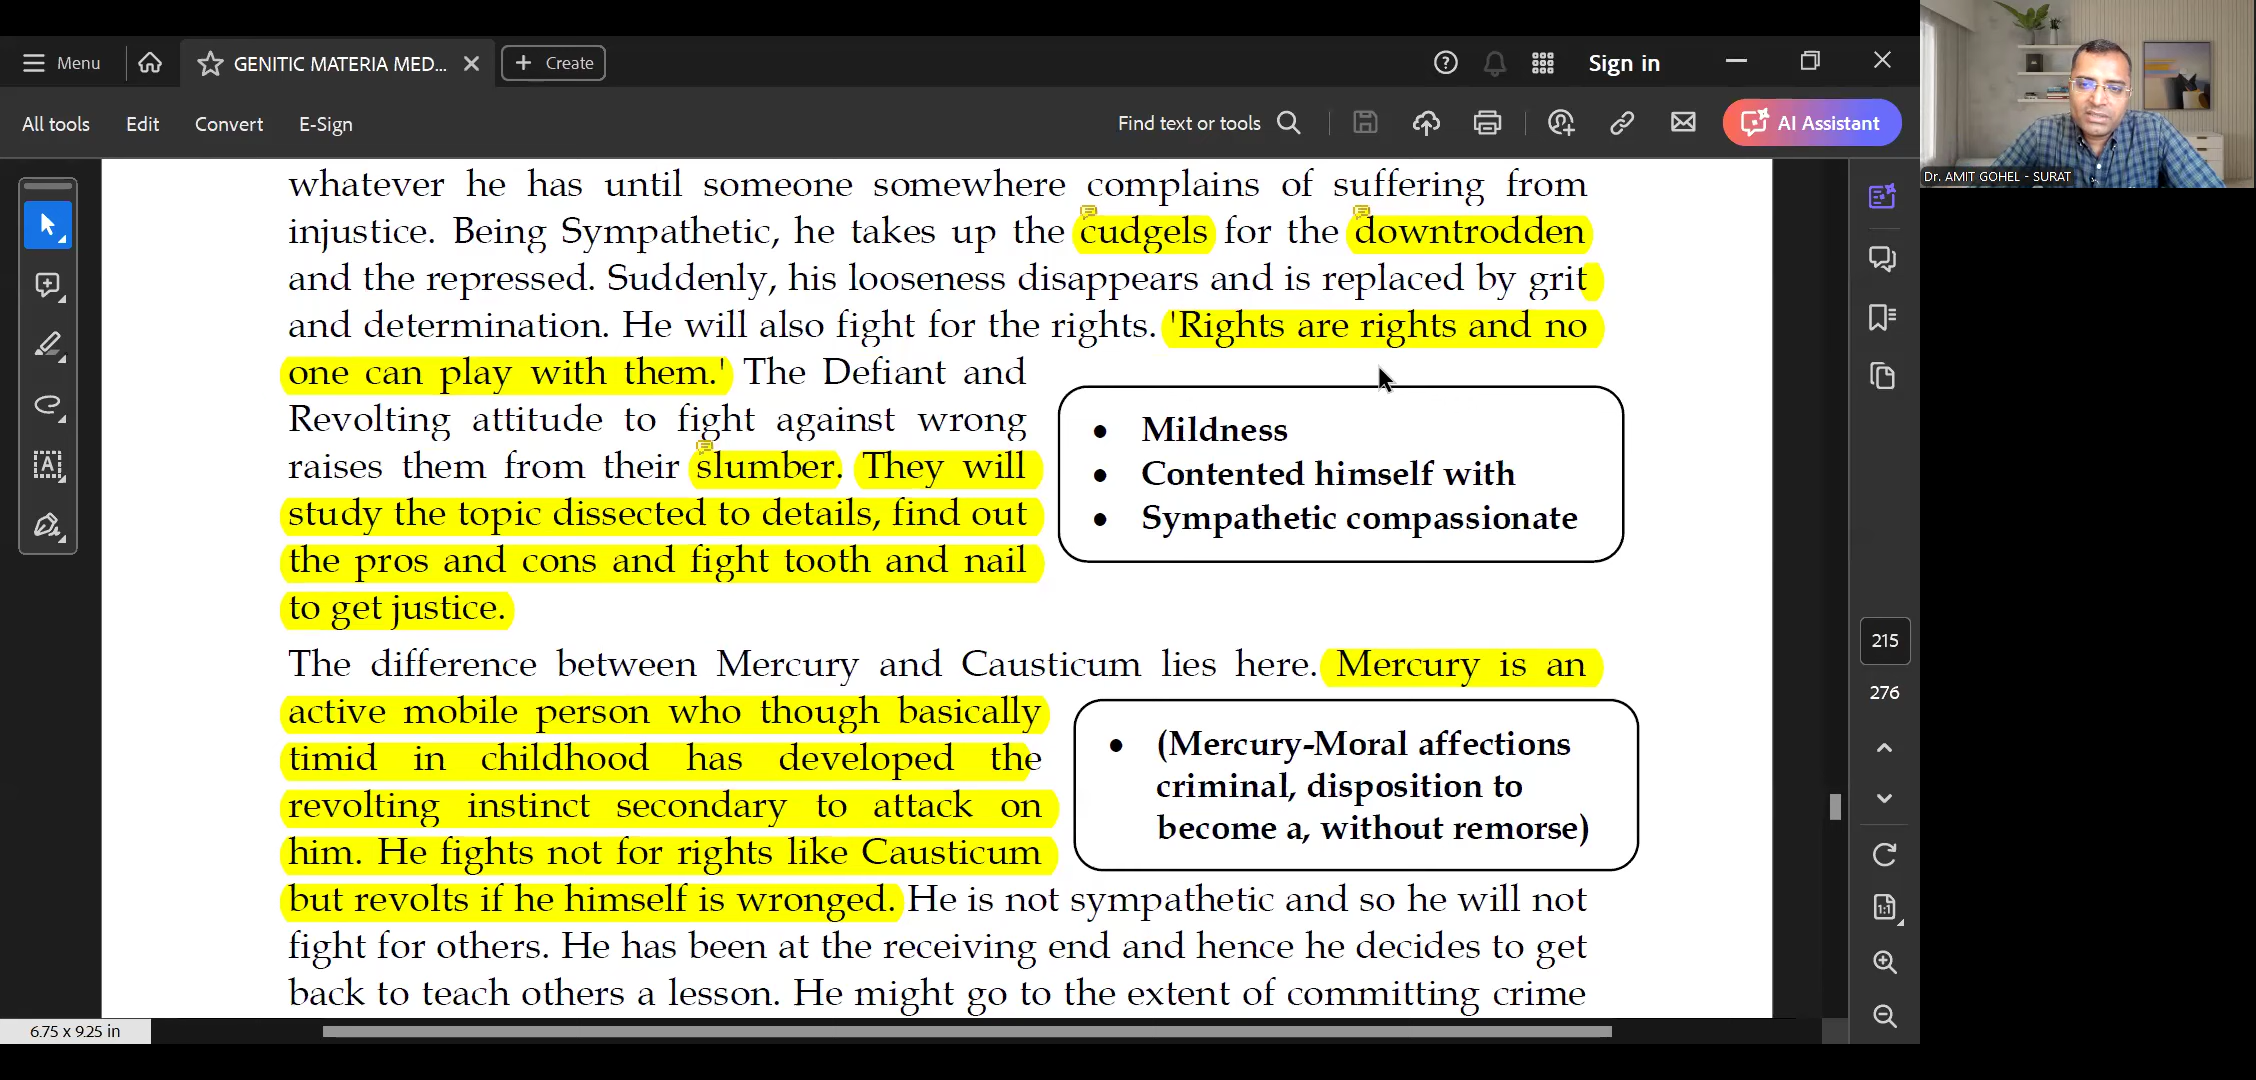 Menu
GENITIC MATERIA MED...
Create
Sign in
All tools
Edit
Convert
E-Sign
Find text or tools
AI Assistant
Dr. AMIT GOHEL - SURAT
whatever he has until someone somewhere complains of suffering from
injustice. Being Sympathetic, he takes up the cudgels for the downtrodden
and the repressed. Suddenly, his looseness disappears and is replaced by grit
and determination. He will also fight for the rights. 'Rights are rights and no
one can play with them.' The Defiant and
Revolting attitude to fight against wrong
raises them from their slumber. They will
study the topic dissected to details, find out
the pros and cons and fight tooth and nail
to get justice.
• Mildness
• Contented himself with
• Sympathetic compassionate
The difference between Mercury and Causticum lies here. Mercury is an
active mobile person who though basically
timid in childhood has developed the
revolting instinct secondary to attack on
him. He fights not for rights like Causticum
but revolts if he himself is wronged. He is not sympathetic and so he will not
fight for others. He has been at the receiving end and hence he decides to get
back to teach others a lesson. He might go to the extent of committing crime
• (Mercury-Moral affections
criminal, disposition to
become a, without remorse)
215
276
1:1
6.75 x 9.25 in